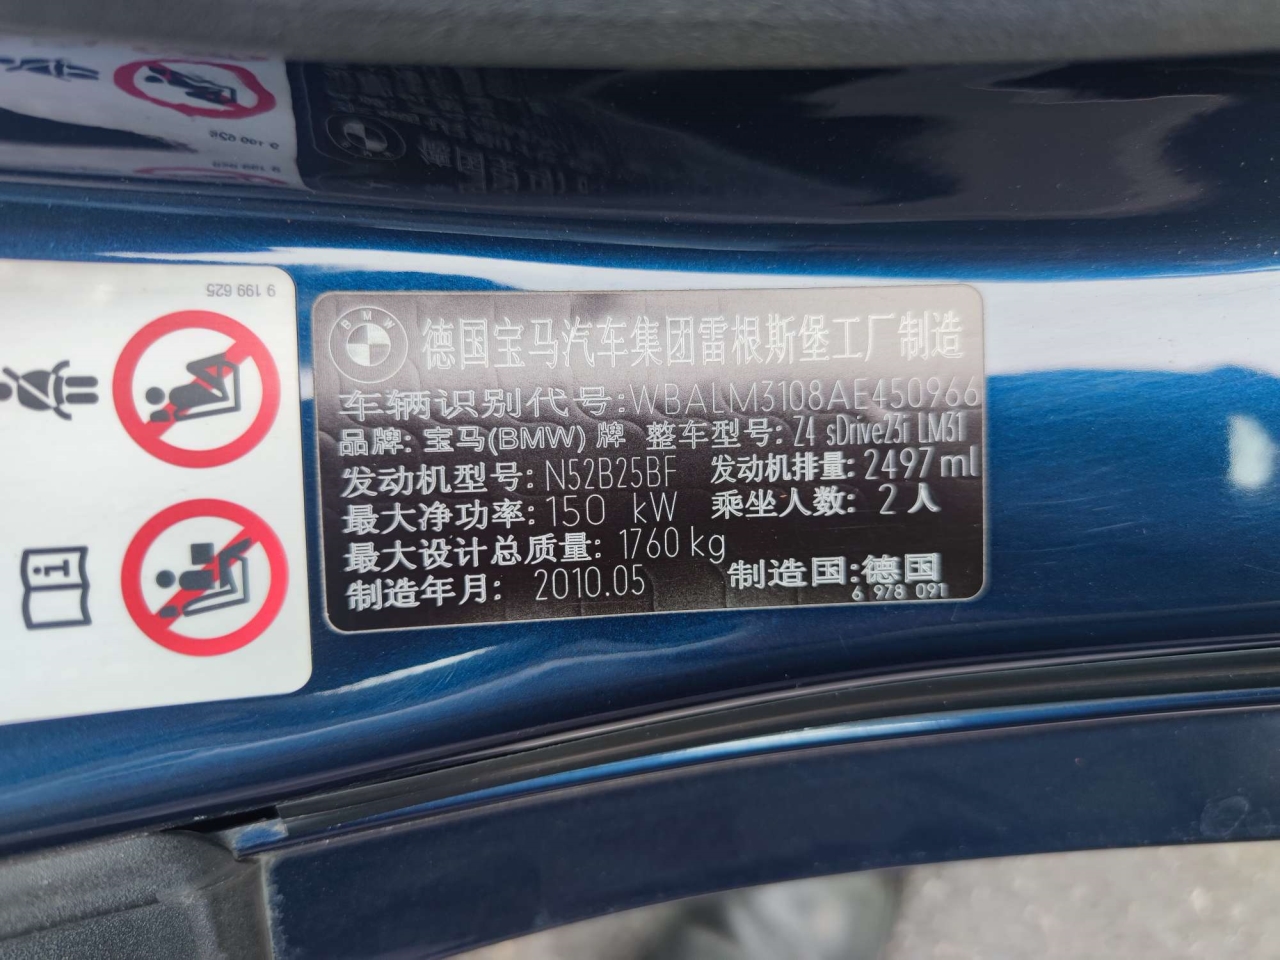 9 199 625
BMW
德国宝马汽车集团雷根斯堡工厂制造
车辆识别代号:WBALM3108AE450966
品牌: 宝马(BMW) 牌 整车型号: Z4 sDrive23i LM31
发动机型号: N52B25BF 发动机排量: 2497 ml
最大净功率: 150 kW 乘坐人数: 2 人
最大设计总质量: 1760 kg
制造年月: 2010.05 制造国: 德国
6 978 091